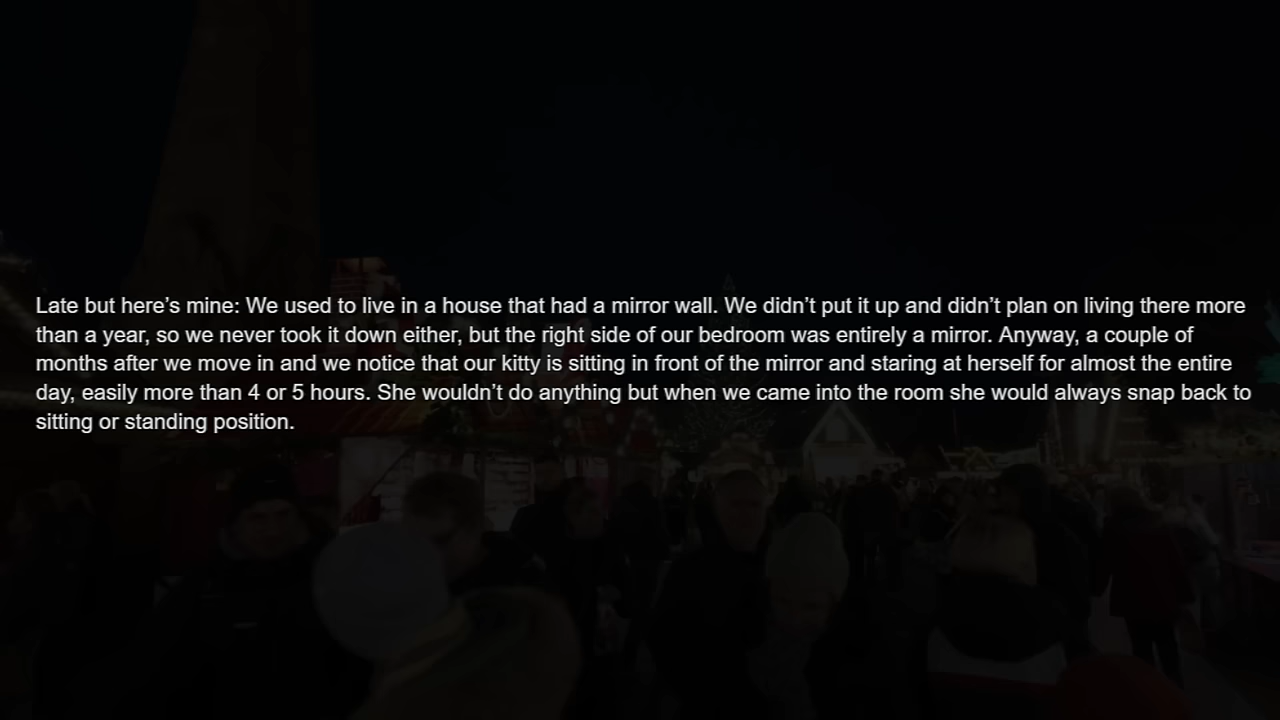 Late but here’s mine: We used to live in a house that had a mirror wall. We didn’t put it up and didn’t plan on living there more
than a year, so we never took it down either, but the right side of our bedroom was entirely a mirror. Anyway, a couple of
months after we move in and we notice that our kitty is sitting in front of the mirror and staring at herself for almost the entire
day, easily more than 4 or 5 hours. She wouldn’t do anything but when we came into the room she would always snap back to
sitting or standing position.